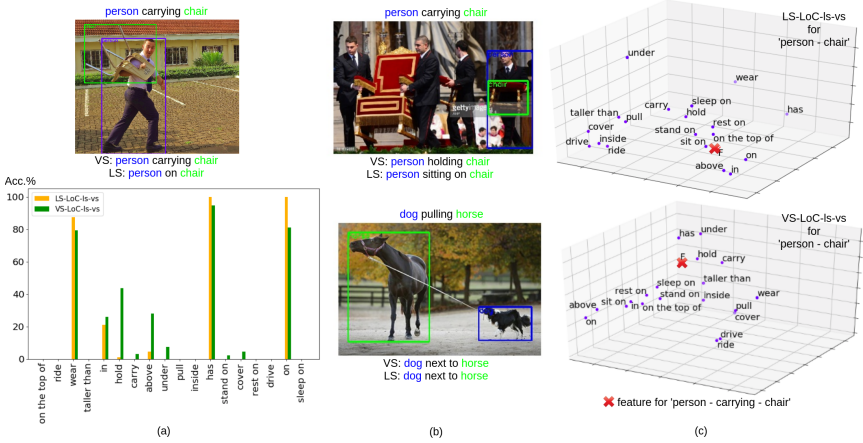 person carrying chair
VS: person carrying chair
LS: person on chair
Acc.%
LS-LoC-ls-vs
VS-LoC-ls-vs
100
80
60
40
20
0
on the top of
ride
wear
taller than
in
hold
carry
above
under
pull
inside
has
stand on
cover
rest on
drive
on
sleep on
(a)
person carrying chair
chair
gettyimages
VS: person holding chair
LS: person sitting on chair
dog pulling horse
VS: dog next to horse
LS: dog next to horse
(b)
LS-LoC-ls-vs
for
'person - chair'
under
wear
has
carry
sleep on
hold
taller than
pull
rest on
cover
stand on
on the top of
drive
inside
ride
sit on
F
on
above
in
VS-LoC-ls-vs
for
'person - chair'
has
under
F
hold
carry
sleep on
taller than
rest on
stand on
inside
wear
above
sit on
in
on the top of
pull
cover
on
drive
ride
feature for 'person - carrying - chair'
(c)